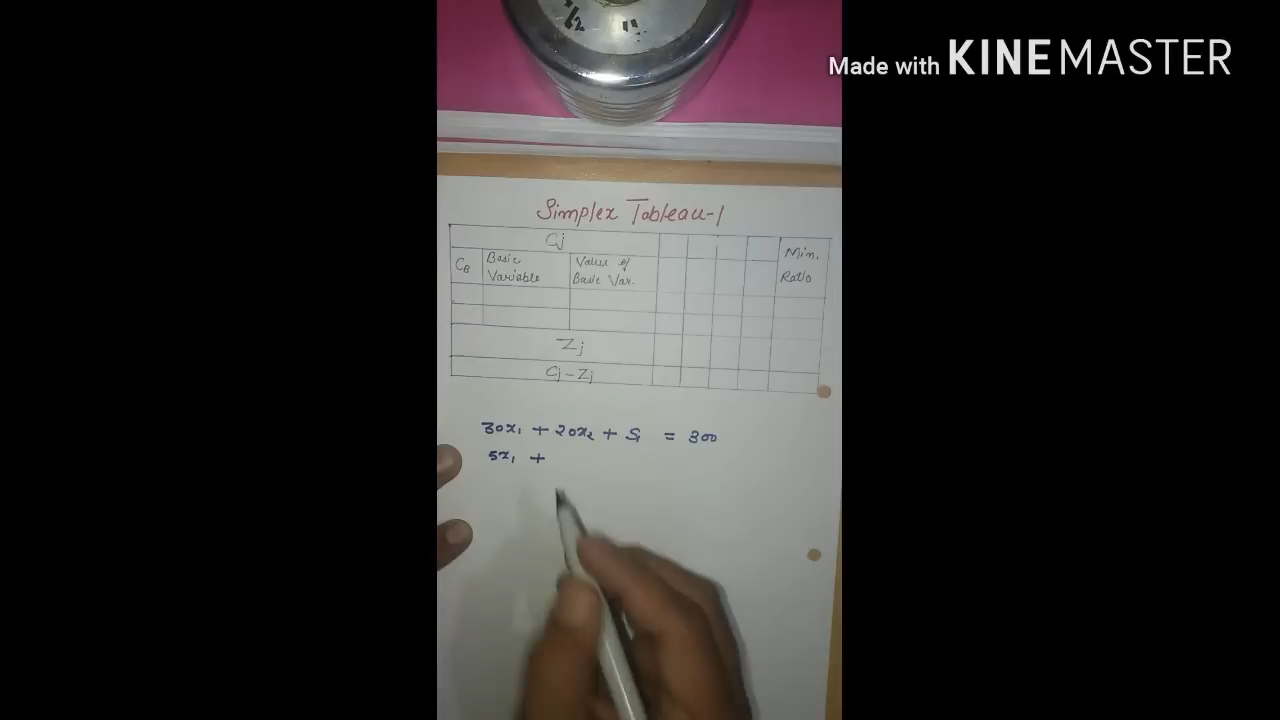 Made with KINEMASTER
Simplex Tableau-1
Cj
CB Basic Variable Value of Basic Var. Min. Ratio
Zj
Cj - Zj
30x₁ + 20x₂ + S₁ = 300
5x₁ +